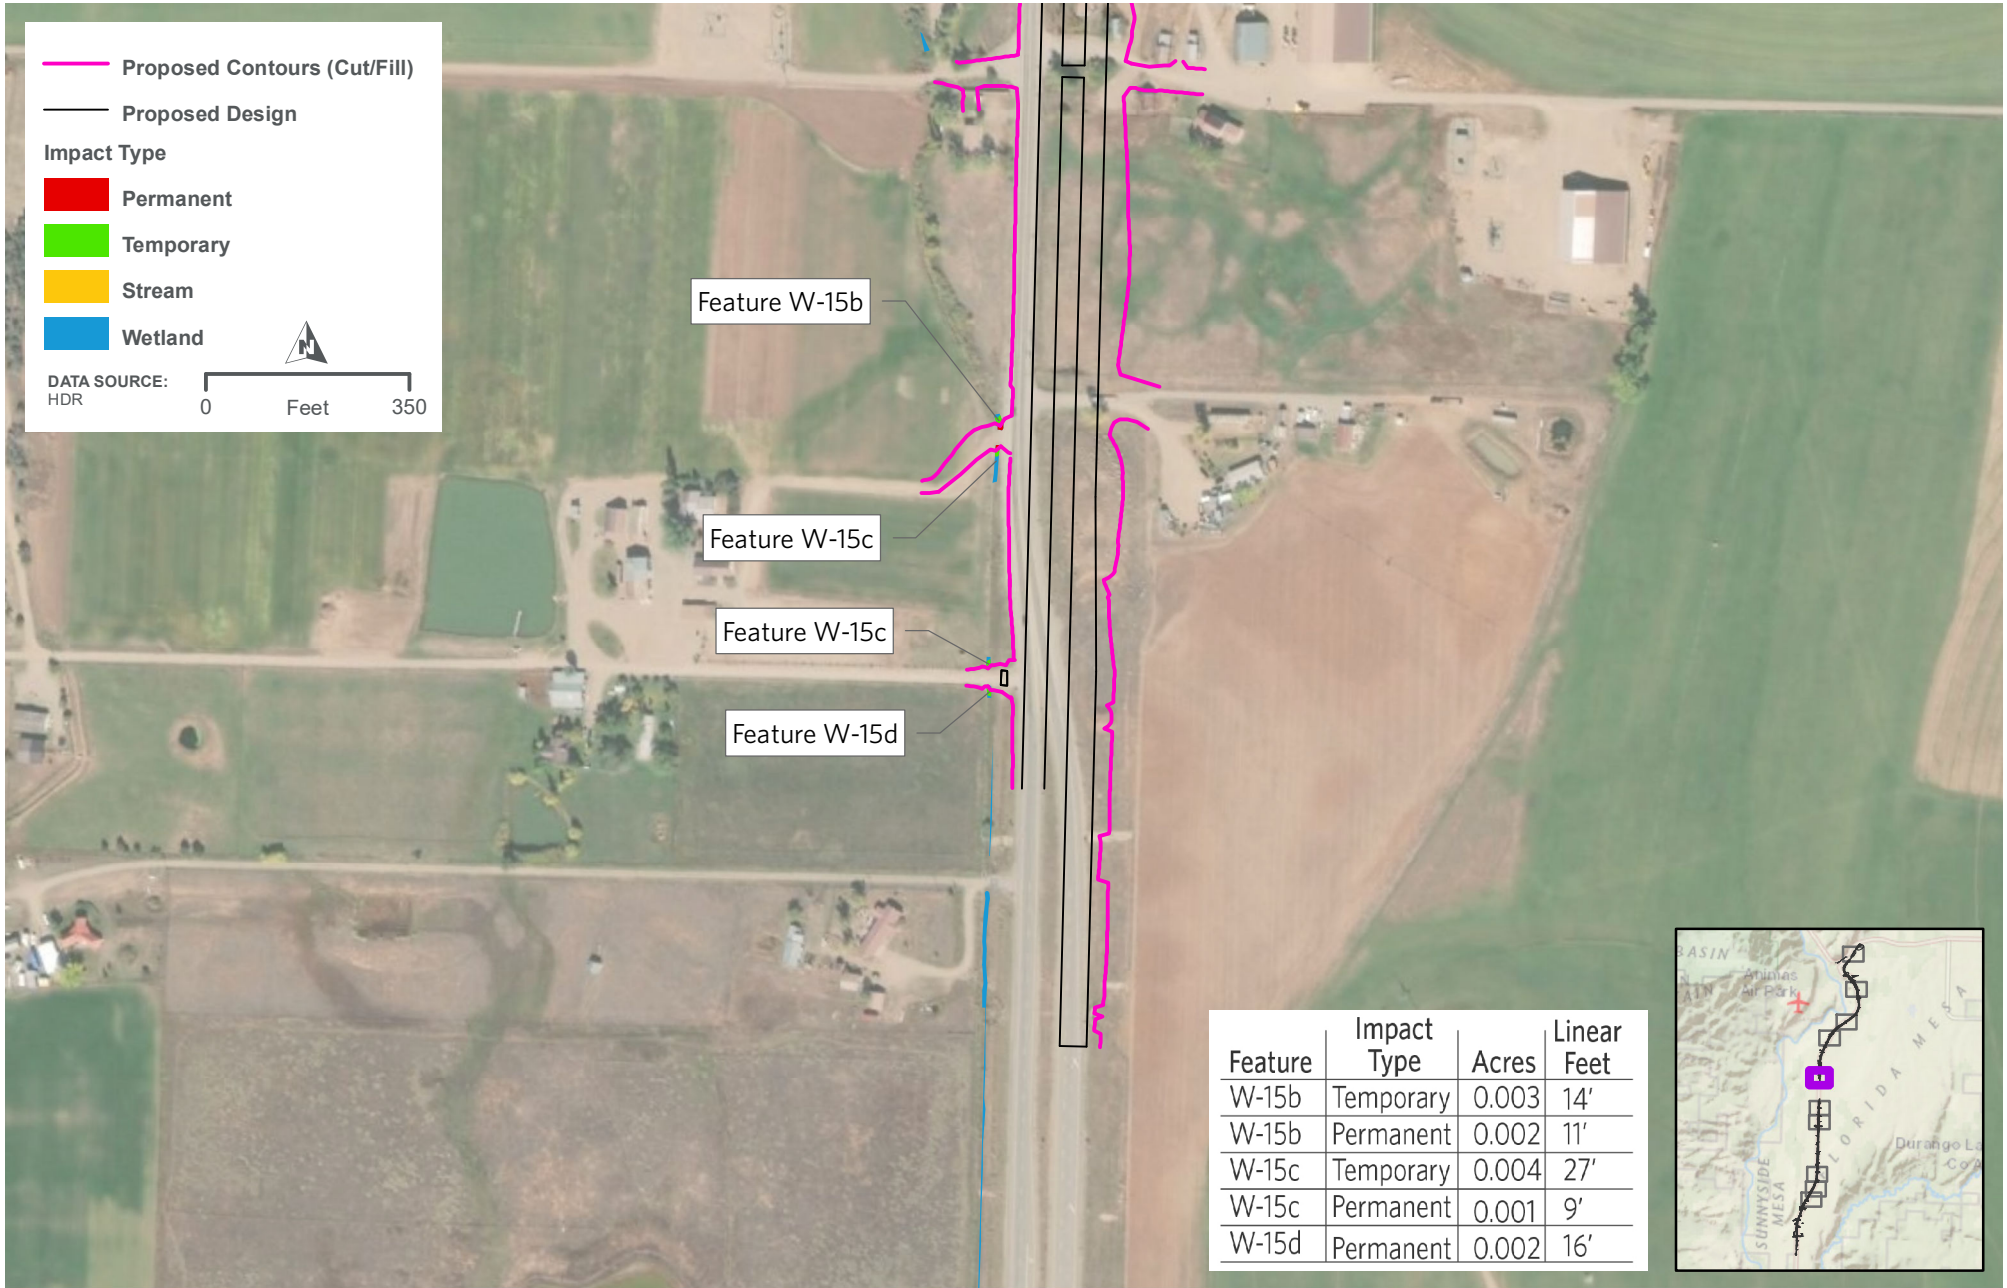 Proposed Contours (Cut/Fill)
Proposed Design
Impact Type
Permanent
Temporary
Stream
Wetland
N
DATA SOURCE:
HDR
0 Feet 350
Feature W-15b
Feature W-15c
Feature W-15c
Feature W-15d
Feature Impact Type Acres Linear Feet
W-15b Temporary 0.003 14'
W-15b Permanent 0.002 11'
W-15c Temporary 0.004 27'
W-15c Permanent 0.001 9'
W-15d Permanent 0.002 16'
BASIN
Animas
Air Park
FLORIDA MESA
Durango La
Co A
SUNNYSIDE
MESA